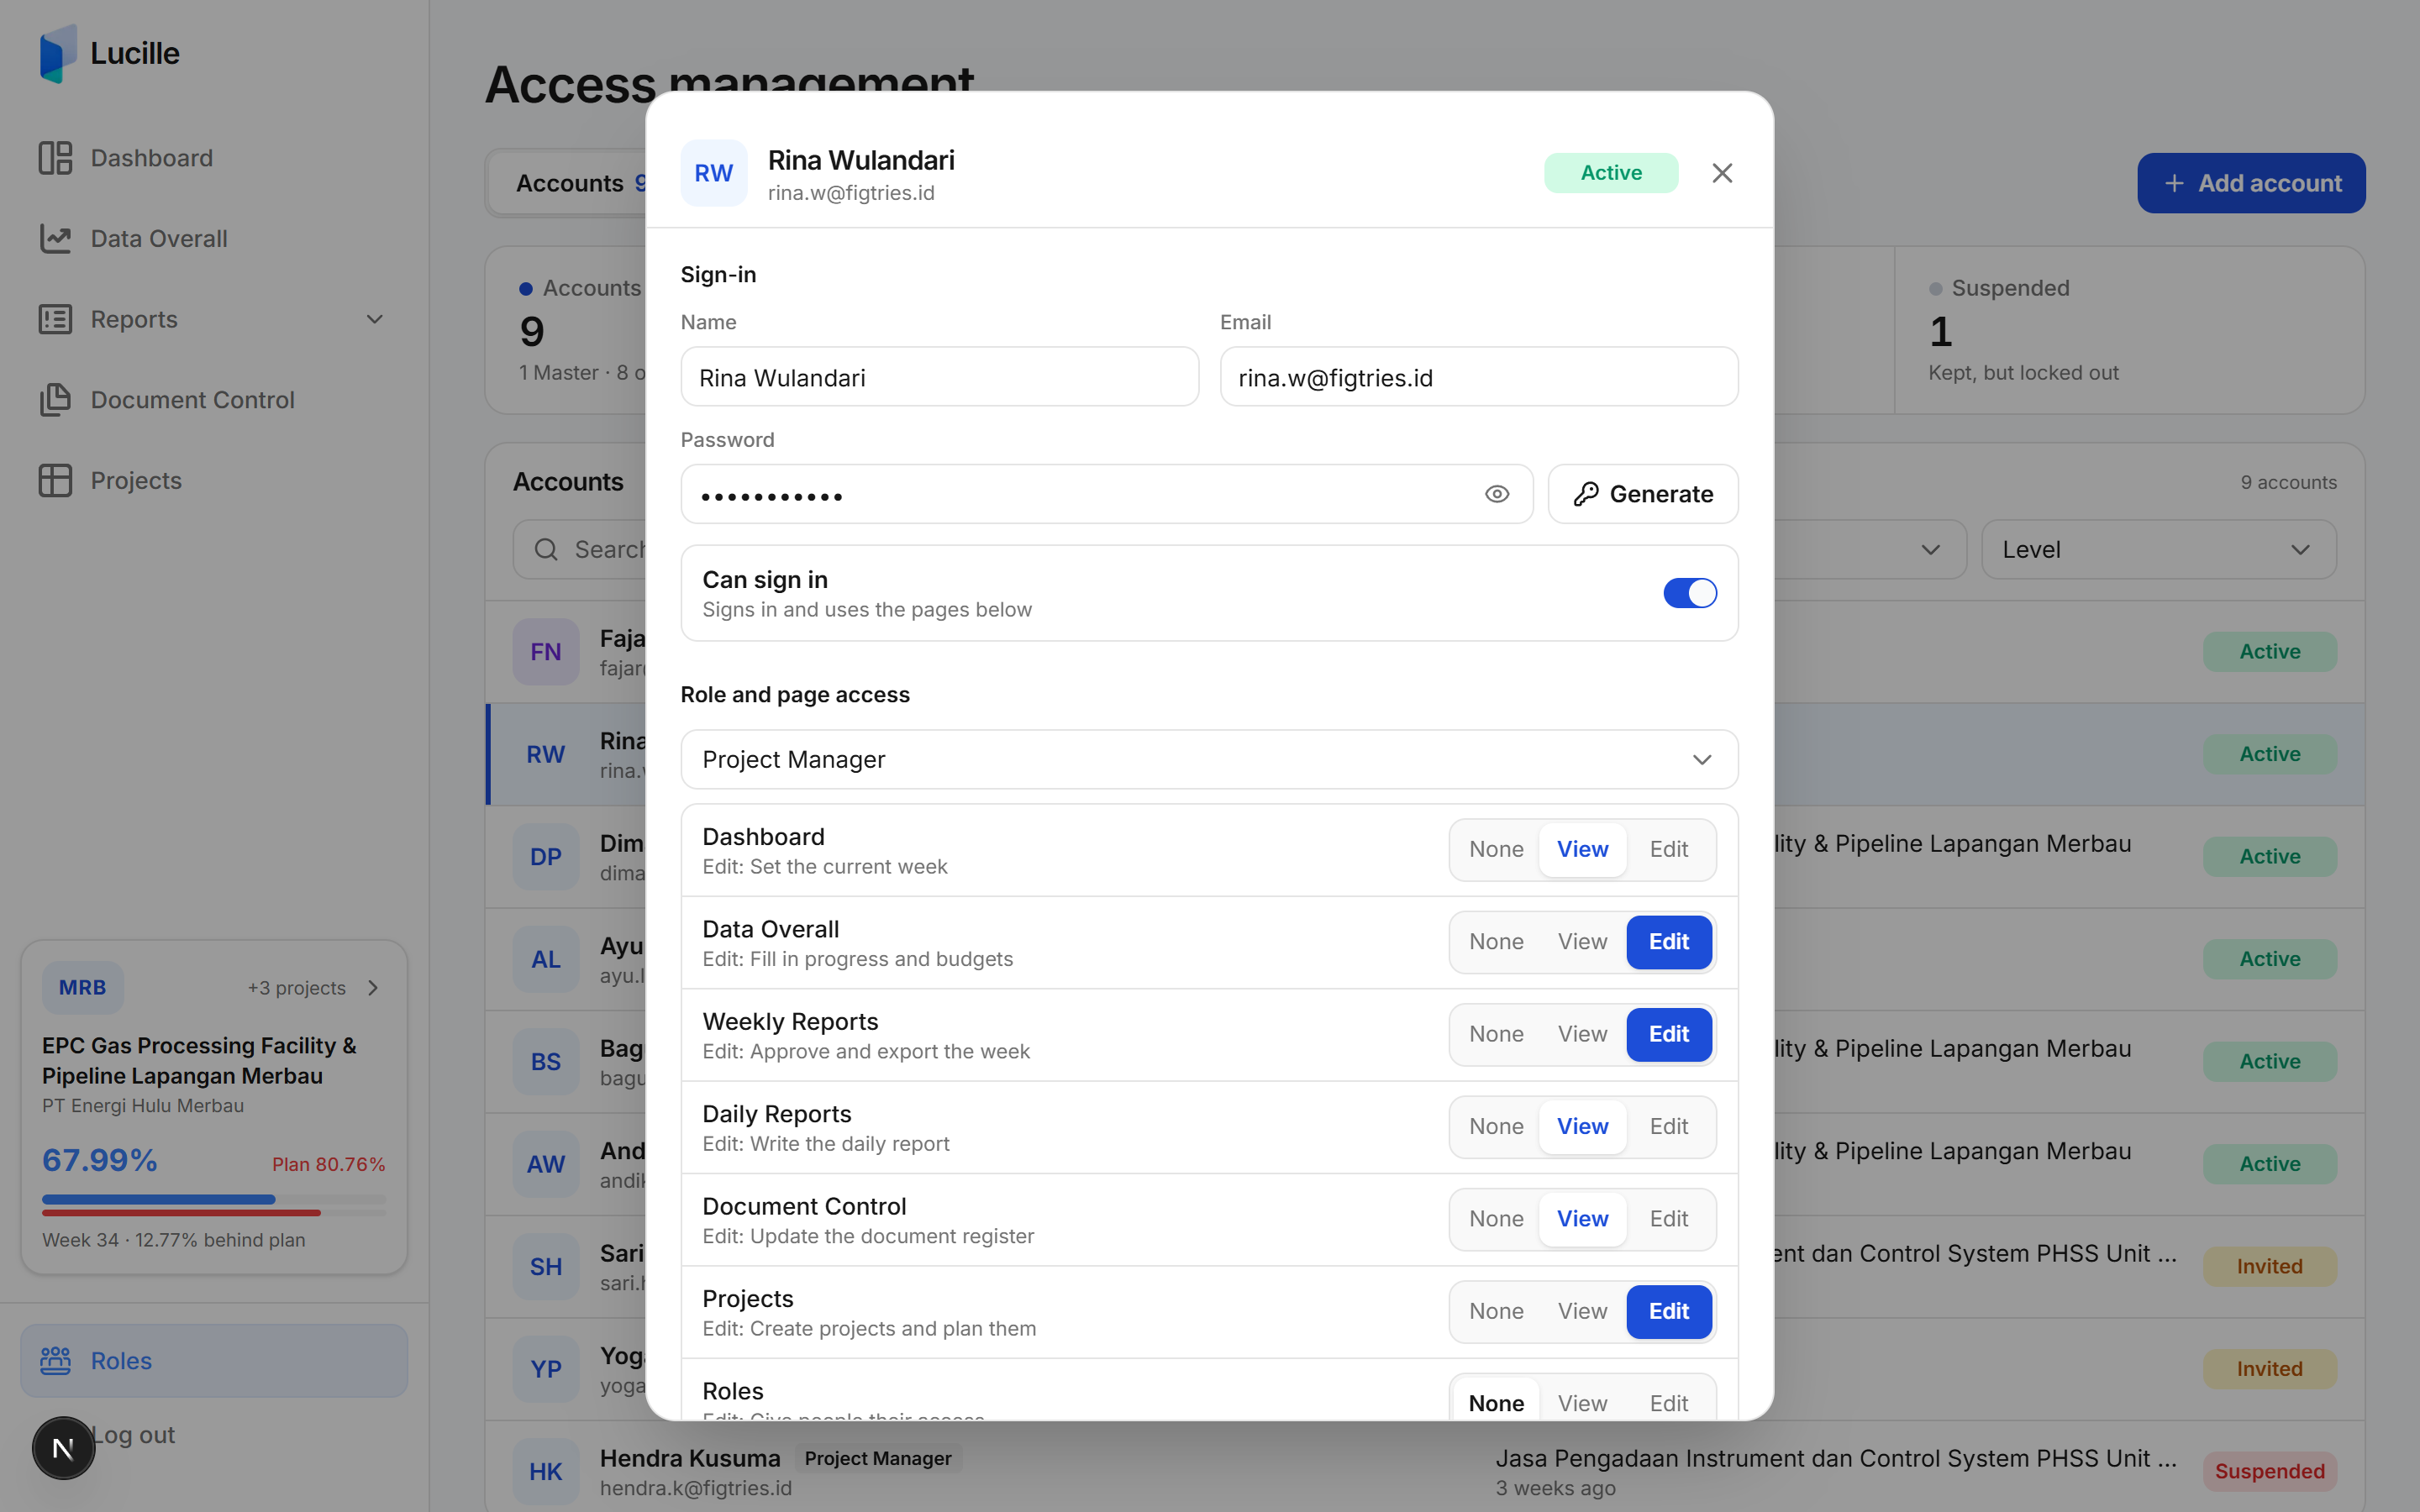 Lucille
Dashboard
Data Overall
Reports
Document Control
Projects
MRB
+3 projects
EPC Gas Processing Facility &
Pipeline Lapangan Merbau
PT Energi Hulu Merbau
67.99%
Plan 80.76%
Week 34 · 12.77% behind plan
Roles
Log out
N
Access management
Accounts 9
+ Add account
Accounts
9
1 Master · 8
Suspended
1
Kept, but locked out
Accounts
9 accounts
Search
Level
FN
Active
RW
Active
DP
& Pipeline Lapangan Merbau
Active
AL
Active
BS
& Pipeline Lapangan Merbau
Active
AW
& Pipeline Lapangan Merbau
Active
SH
Sari
dan Control System PHSS Unit ...
Invited
YP
Invited
HK
Hendra Kusuma
Project Manager
hendra.k@figtries.id
Jasa Pengadaan Instrument dan Control System PHSS Unit ...
3 weeks ago
Suspended
RW
Rina Wulandari
rina.w@figtries.id
Active
Sign-in
Name
Email
Rina Wulandari
rina.w@figtries.id
Password
•••••••••••
Generate
Can sign in
Signs in and uses the pages below
Role and page access
Project Manager
Dashboard
Edit: Set the current week
None View Edit
Data Overall
Edit: Fill in progress and budgets
None View Edit
Weekly Reports
Edit: Approve and export the week
None View Edit
Daily Reports
Edit: Write the daily report
None View Edit
Document Control
Edit: Update the document register
None View Edit
Projects
Edit: Create projects and plan them
None View Edit
Roles
Edit: Give people their access
None View Edit